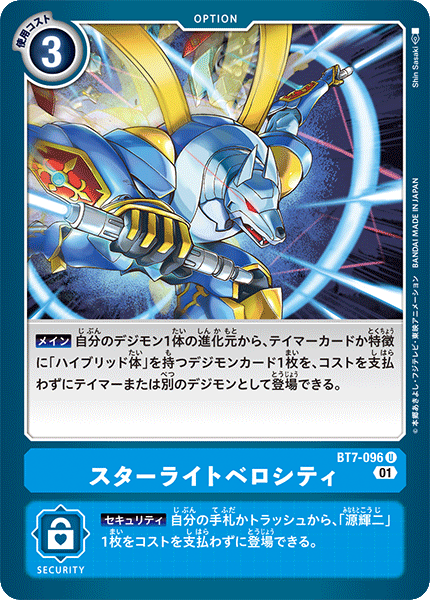 使用コスト
3
OPTION
Shin Sasaki
©本郷あきよし・フジテレビ・東映アニメーション BANDAI MADE IN JAPAN
メイン 自分のデジモン1体の進化元から、テイマーカードか特徴
に「ハイブリッド体」を持つデジモンカード1枚を、コストを支払
わずにテイマーまたは別のデジモンとして登場できる。
BT7-096 U
スターライトベロシティ
01
セキュリティ 自分の手札かトラッシュから、「源輝二」
1枚をコストを支払わずに登場できる。
SECURITY